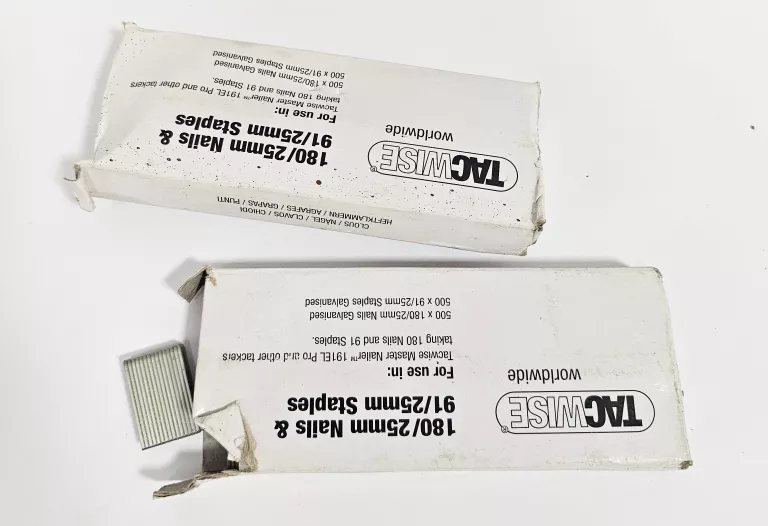 TACWISE®
worldwide
180/25mm Nails &
91/25mm Staples
For use in:
Tacwise Master Nailer™ 191EL Pro and other tackers
taking 180 Nails and 91 Staples.
500 x 180/25mm Nails Galvanised
500 x 91/25mm Staples Galvanised
CLOUS / NAGEL / CLAVOS / CHIODI
HEFTKLAMMERN / AGRAFES / GRAPAS / PUNTI
TACWISE®
worldwide
180/25mm Nails &
91/25mm Staples
For use in:
Tacwise Master Nailer™ 191EL Pro and other tackers
taking 180 Nails and 91 Staples.
500 x 180/25mm Nails Galvanised
500 x 91/25mm Staples Galvanised